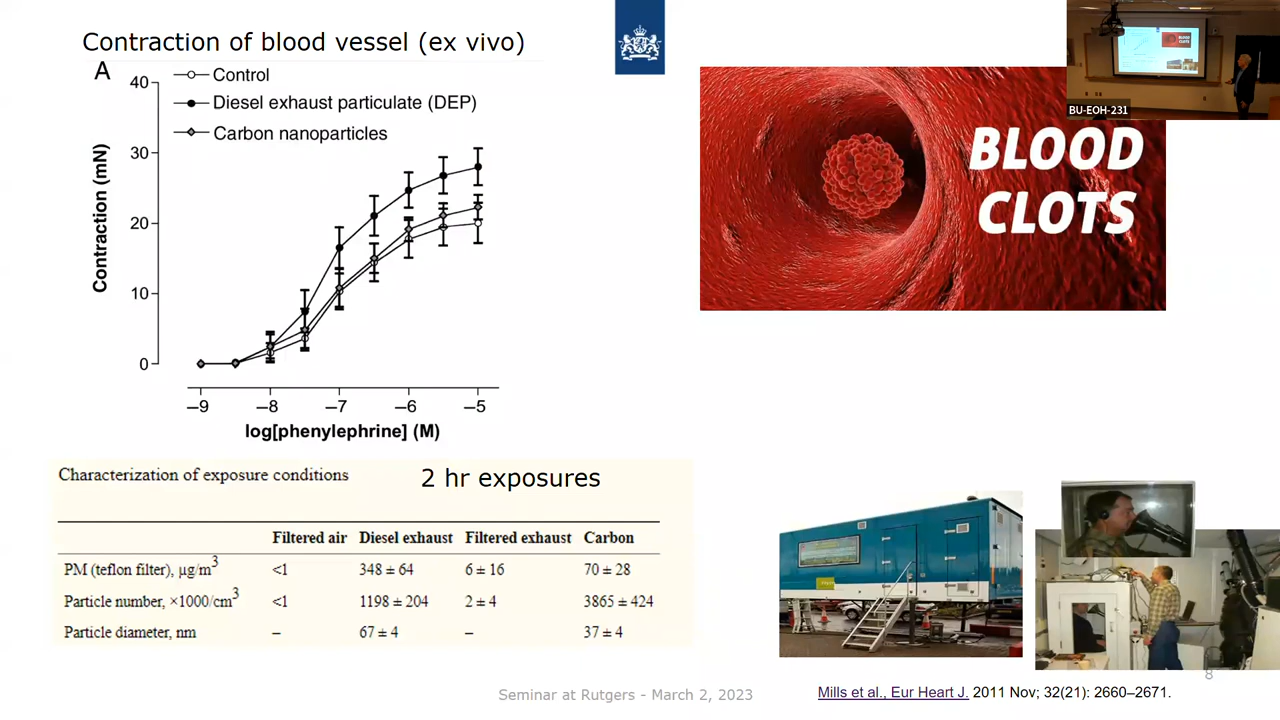 Contraction of blood vessel (ex vivo)
A
Control
Diesel exhaust particulate (DEP)
Carbon nanoparticles
40
30
20
10
0
Contraction (mN)
–9
–8
–7
–6
–5
log[phenylephrine] (M)
BLOOD
CLOTS
BU-EOH-231
Characterization of exposure conditions
2 hr exposures
Filtered air Diesel exhaust Filtered exhaust Carbon
PM (teflon filter), µg/m3 <1 348 ± 64 6 ± 16 70 ± 28
Particle number, ×1000/cm3 <1 1198 ± 204 2 ± 4 3865 ± 424
Particle diameter, nm – 67 ± 4 – 37 ± 4
8
Seminar at Rutgers - March 2, 2023
Mills et al., Eur Heart J. 2011 Nov; 32(21): 2660–2671.